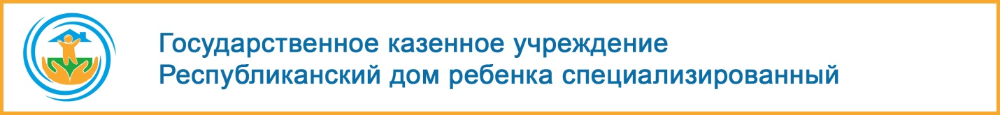 Государственное казенное учреждение
Республиканский дом ребенка специализированный